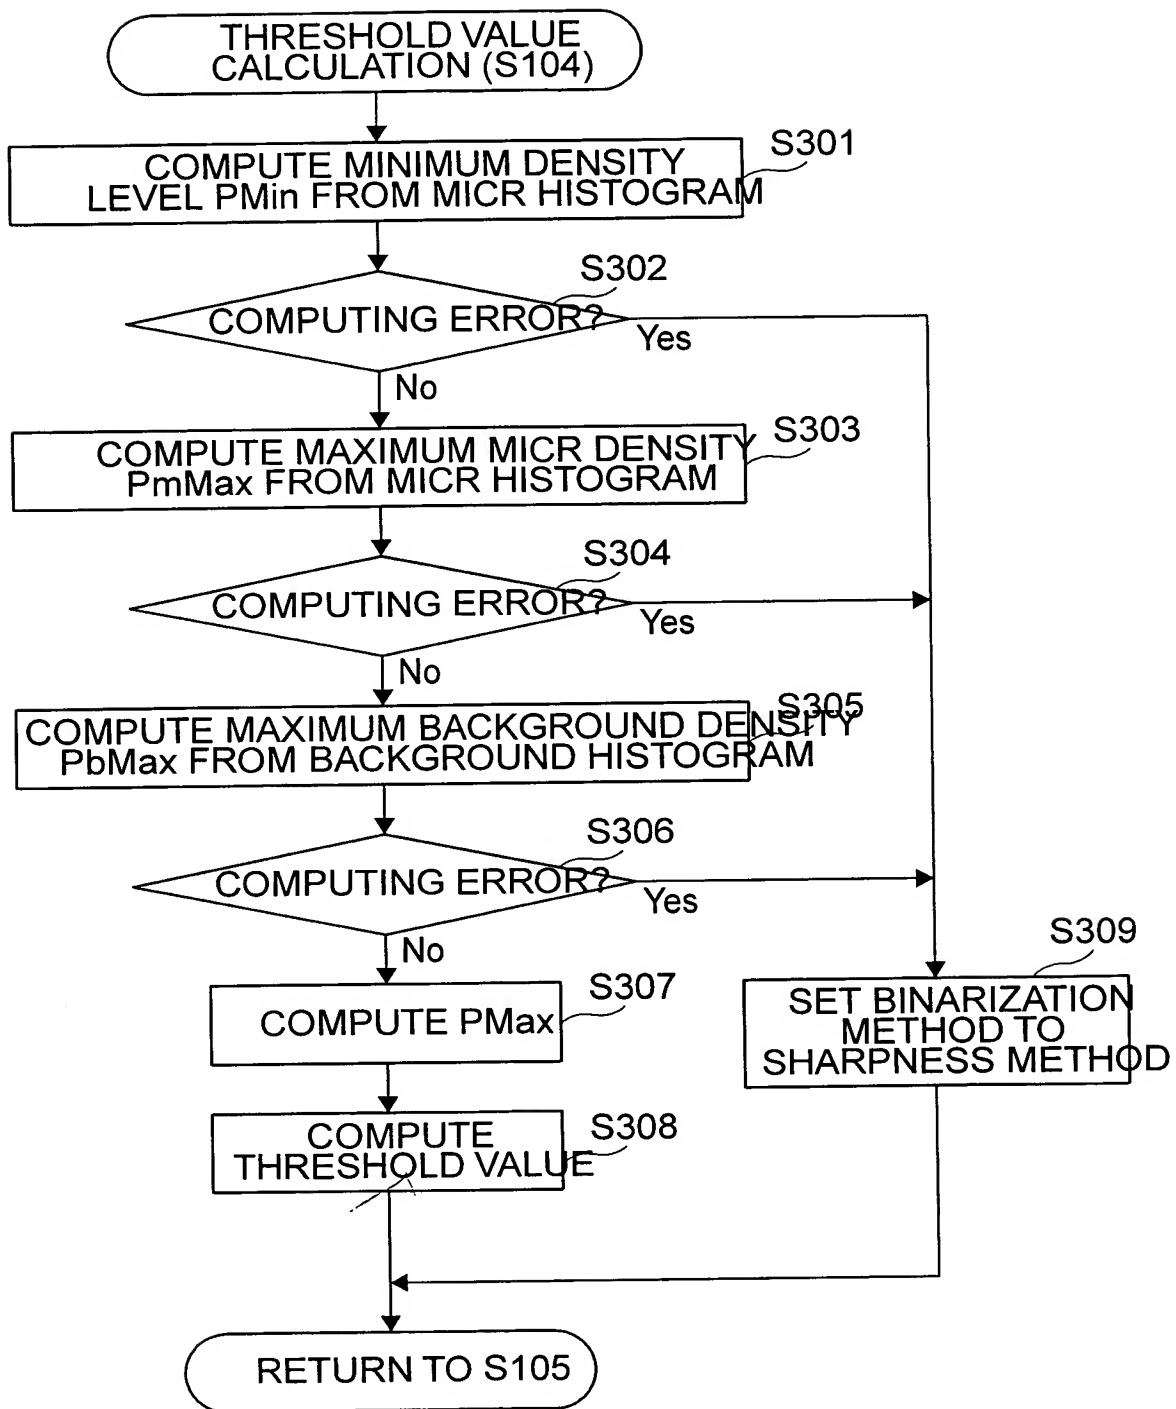 THRESHOLD VALUE
CALCULATION (S104)
S301
COMPUTE MINIMUM DENSITY
LEVEL PMin FROM MICR HISTOGRAM
S302
COMPUTING ERROR?
Yes
No
S303
COMPUTE MAXIMUM MICR DENSITY
PmMax FROM MICR HISTOGRAM
S304
COMPUTING ERROR?
Yes
No
S305
COMPUTE MAXIMUM BACKGROUND DENSITY
PbMax FROM BACKGROUND HISTOGRAM
S306
COMPUTING ERROR?
Yes
No
S307
COMPUTE PMax
S308
COMPUTE
THRESHOLD VALUE
S309
SET BINARIZATION
METHOD TO
SHARPNESS METHOD
RETURN TO S105